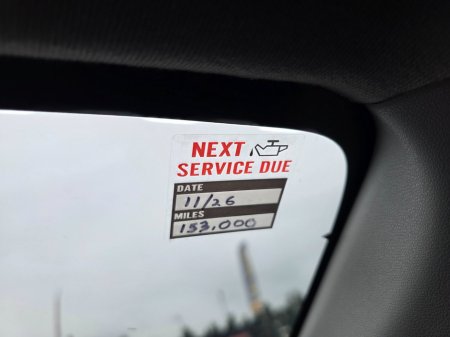 NEXT
SERVICE DUE
DATE
11/26
MILES
153,000